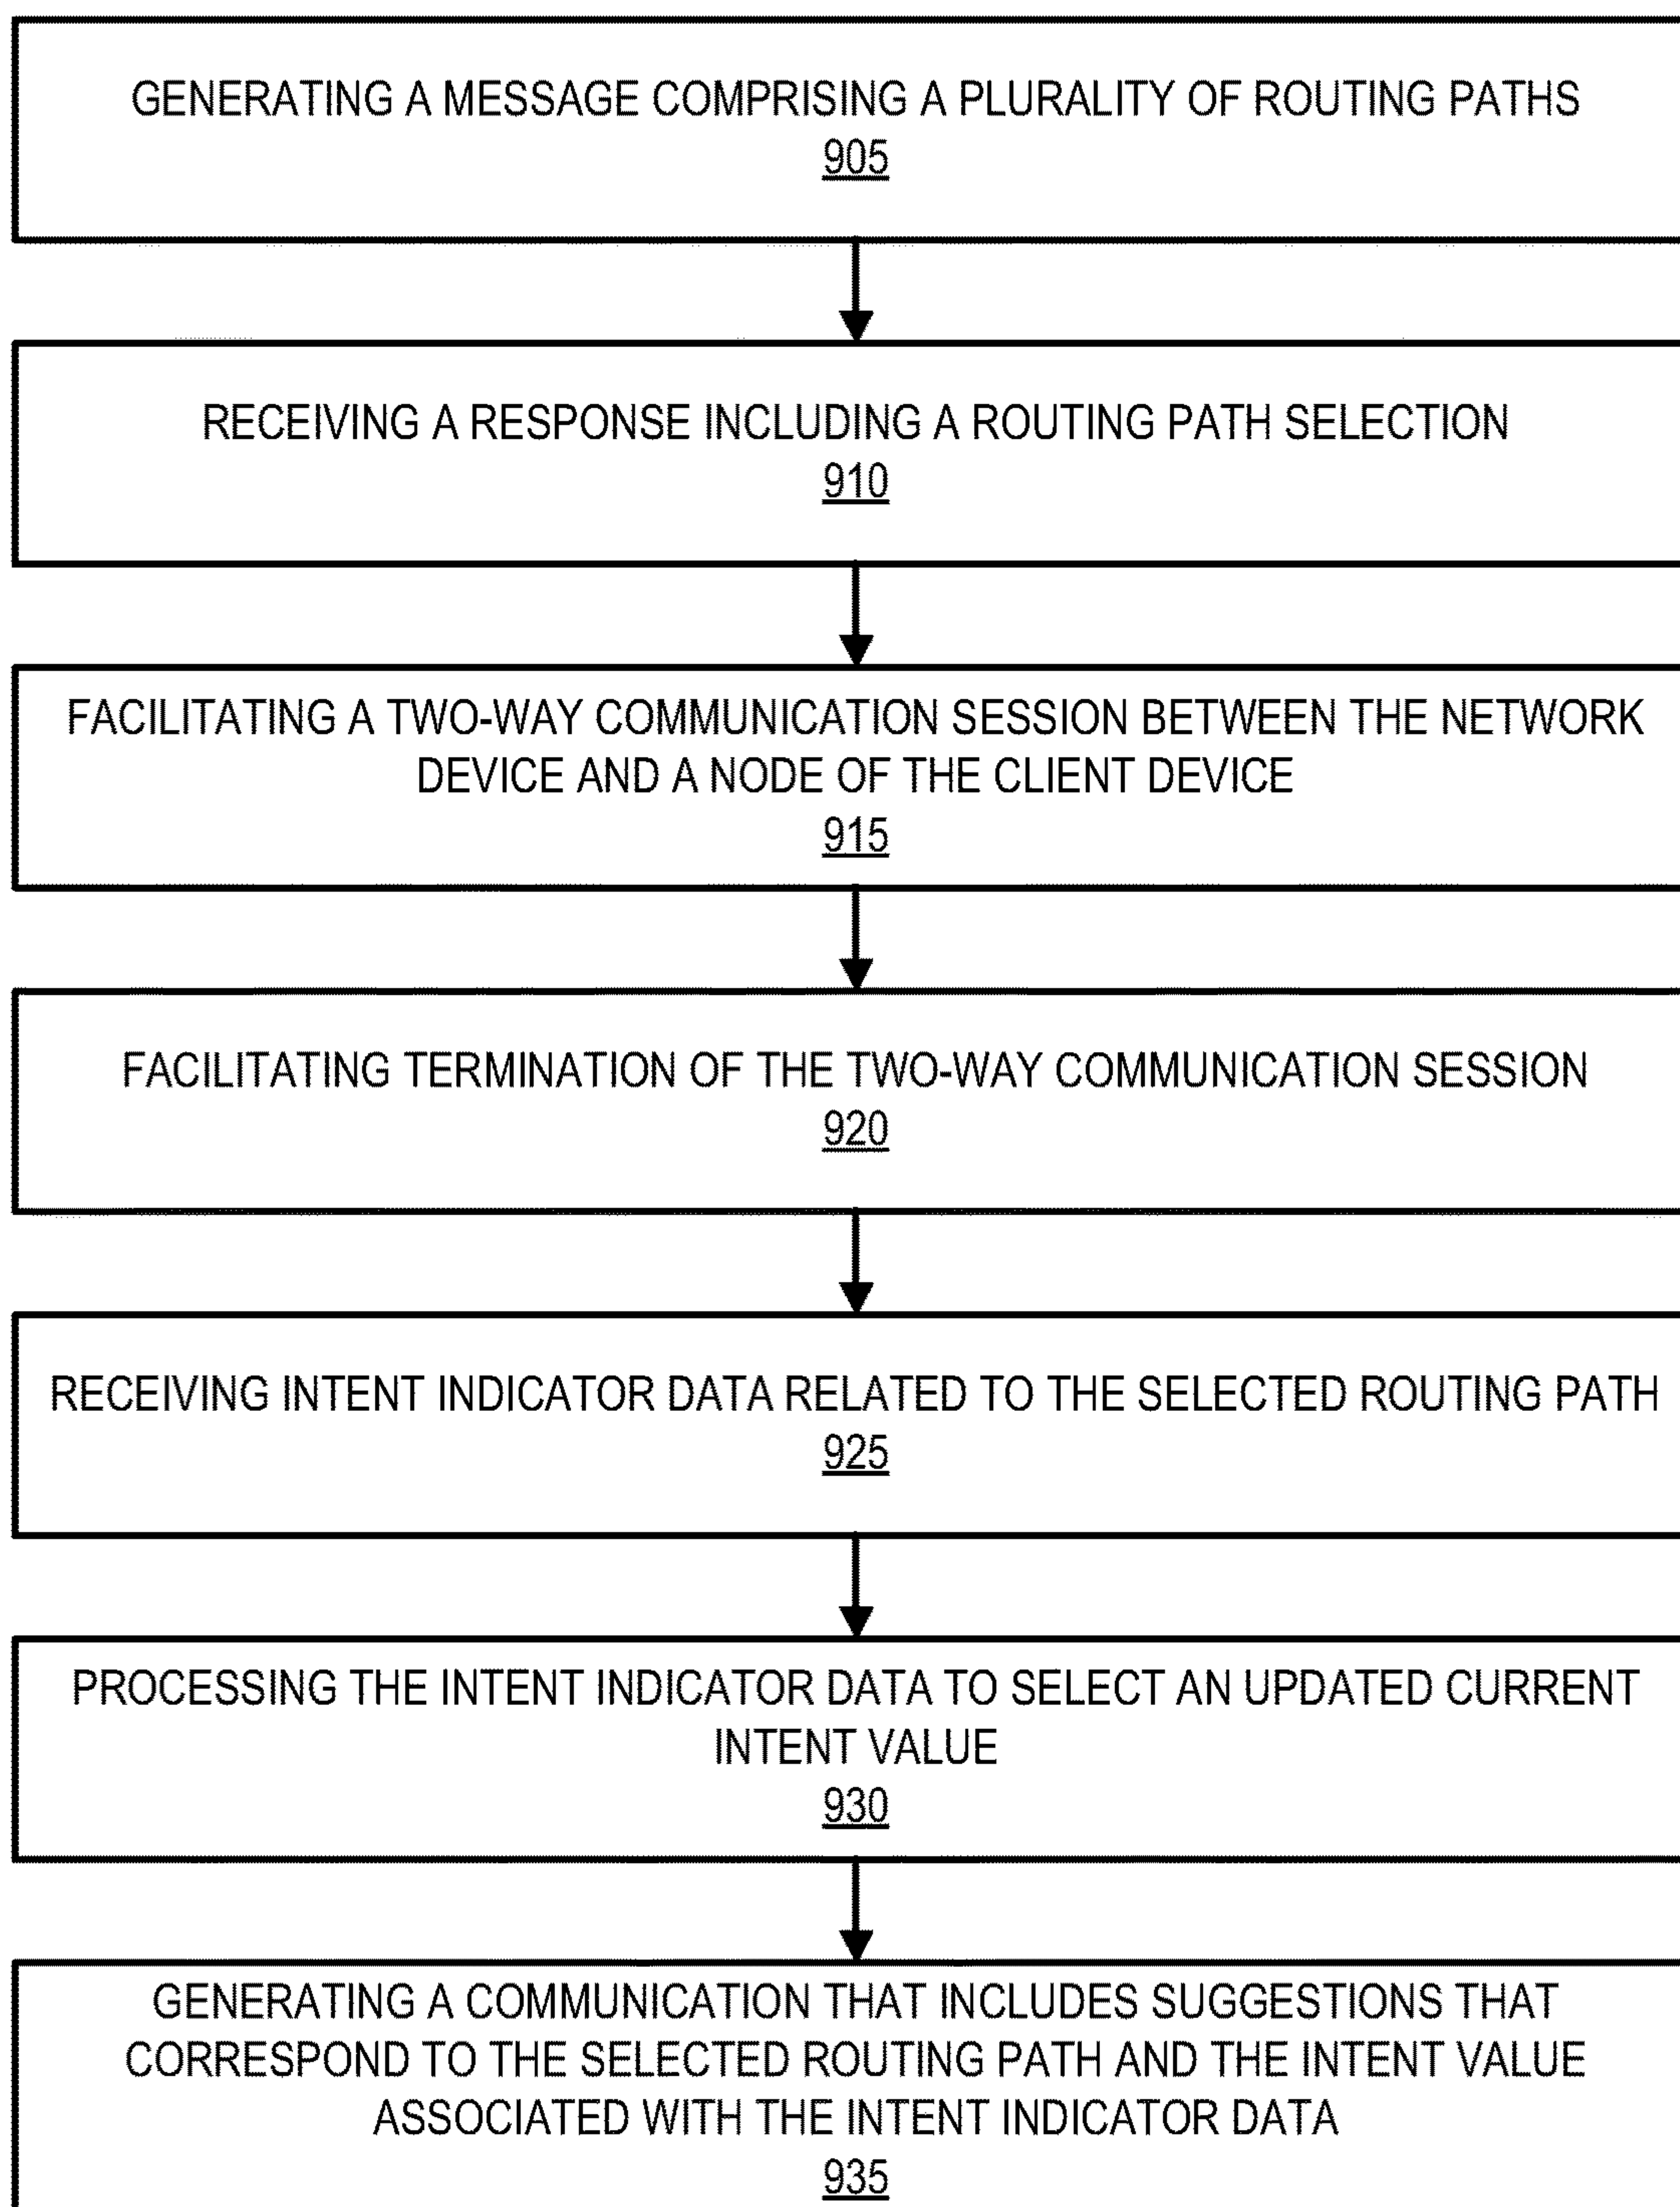 GENERATING A MESSAGE COMPRISING A PLURALITY OF ROUTING PATHS
905
RECEIVING A RESPONSE INCLUDING A ROUTING PATH SELECTION
910
FACILITATING A TWO-WAY COMMUNICATION SESSION BETWEEN THE NETWORK
DEVICE AND A NODE OF THE CLIENT DEVICE
915
FACILITATING TERMINATION OF THE TWO-WAY COMMUNICATION SESSION
920
RECEIVING INTENT INDICATOR DATA RELATED TO THE SELECTED ROUTING PATH
925
PROCESSING THE INTENT INDICATOR DATA TO SELECT AN UPDATED CURRENT
INTENT VALUE
930
GENERATING A COMMUNICATION THAT INCLUDES SUGGESTIONS THAT
CORRESPOND TO THE SELECTED ROUTING PATH AND THE INTENT VALUE
ASSOCIATED WITH THE INTENT INDICATOR DATA
935